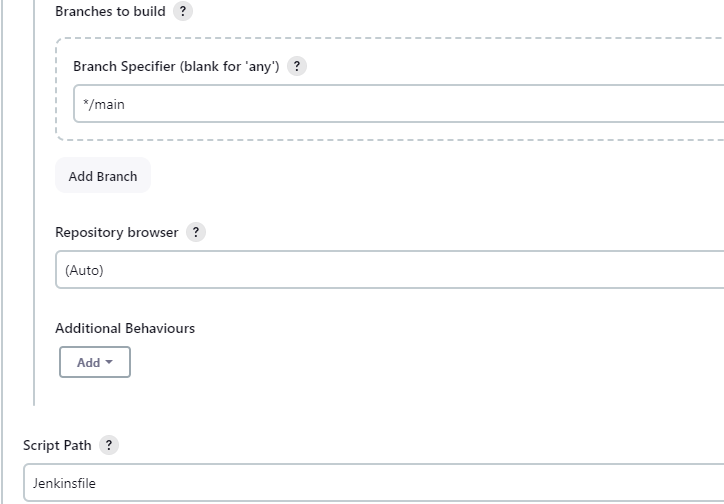 Branches to build ?
Branch Specifier (blank for 'any') ?
*/main
Add Branch
Repository browser ?
(Auto)
Additional Behaviours
Add
Script Path ?
Jenkinsfile